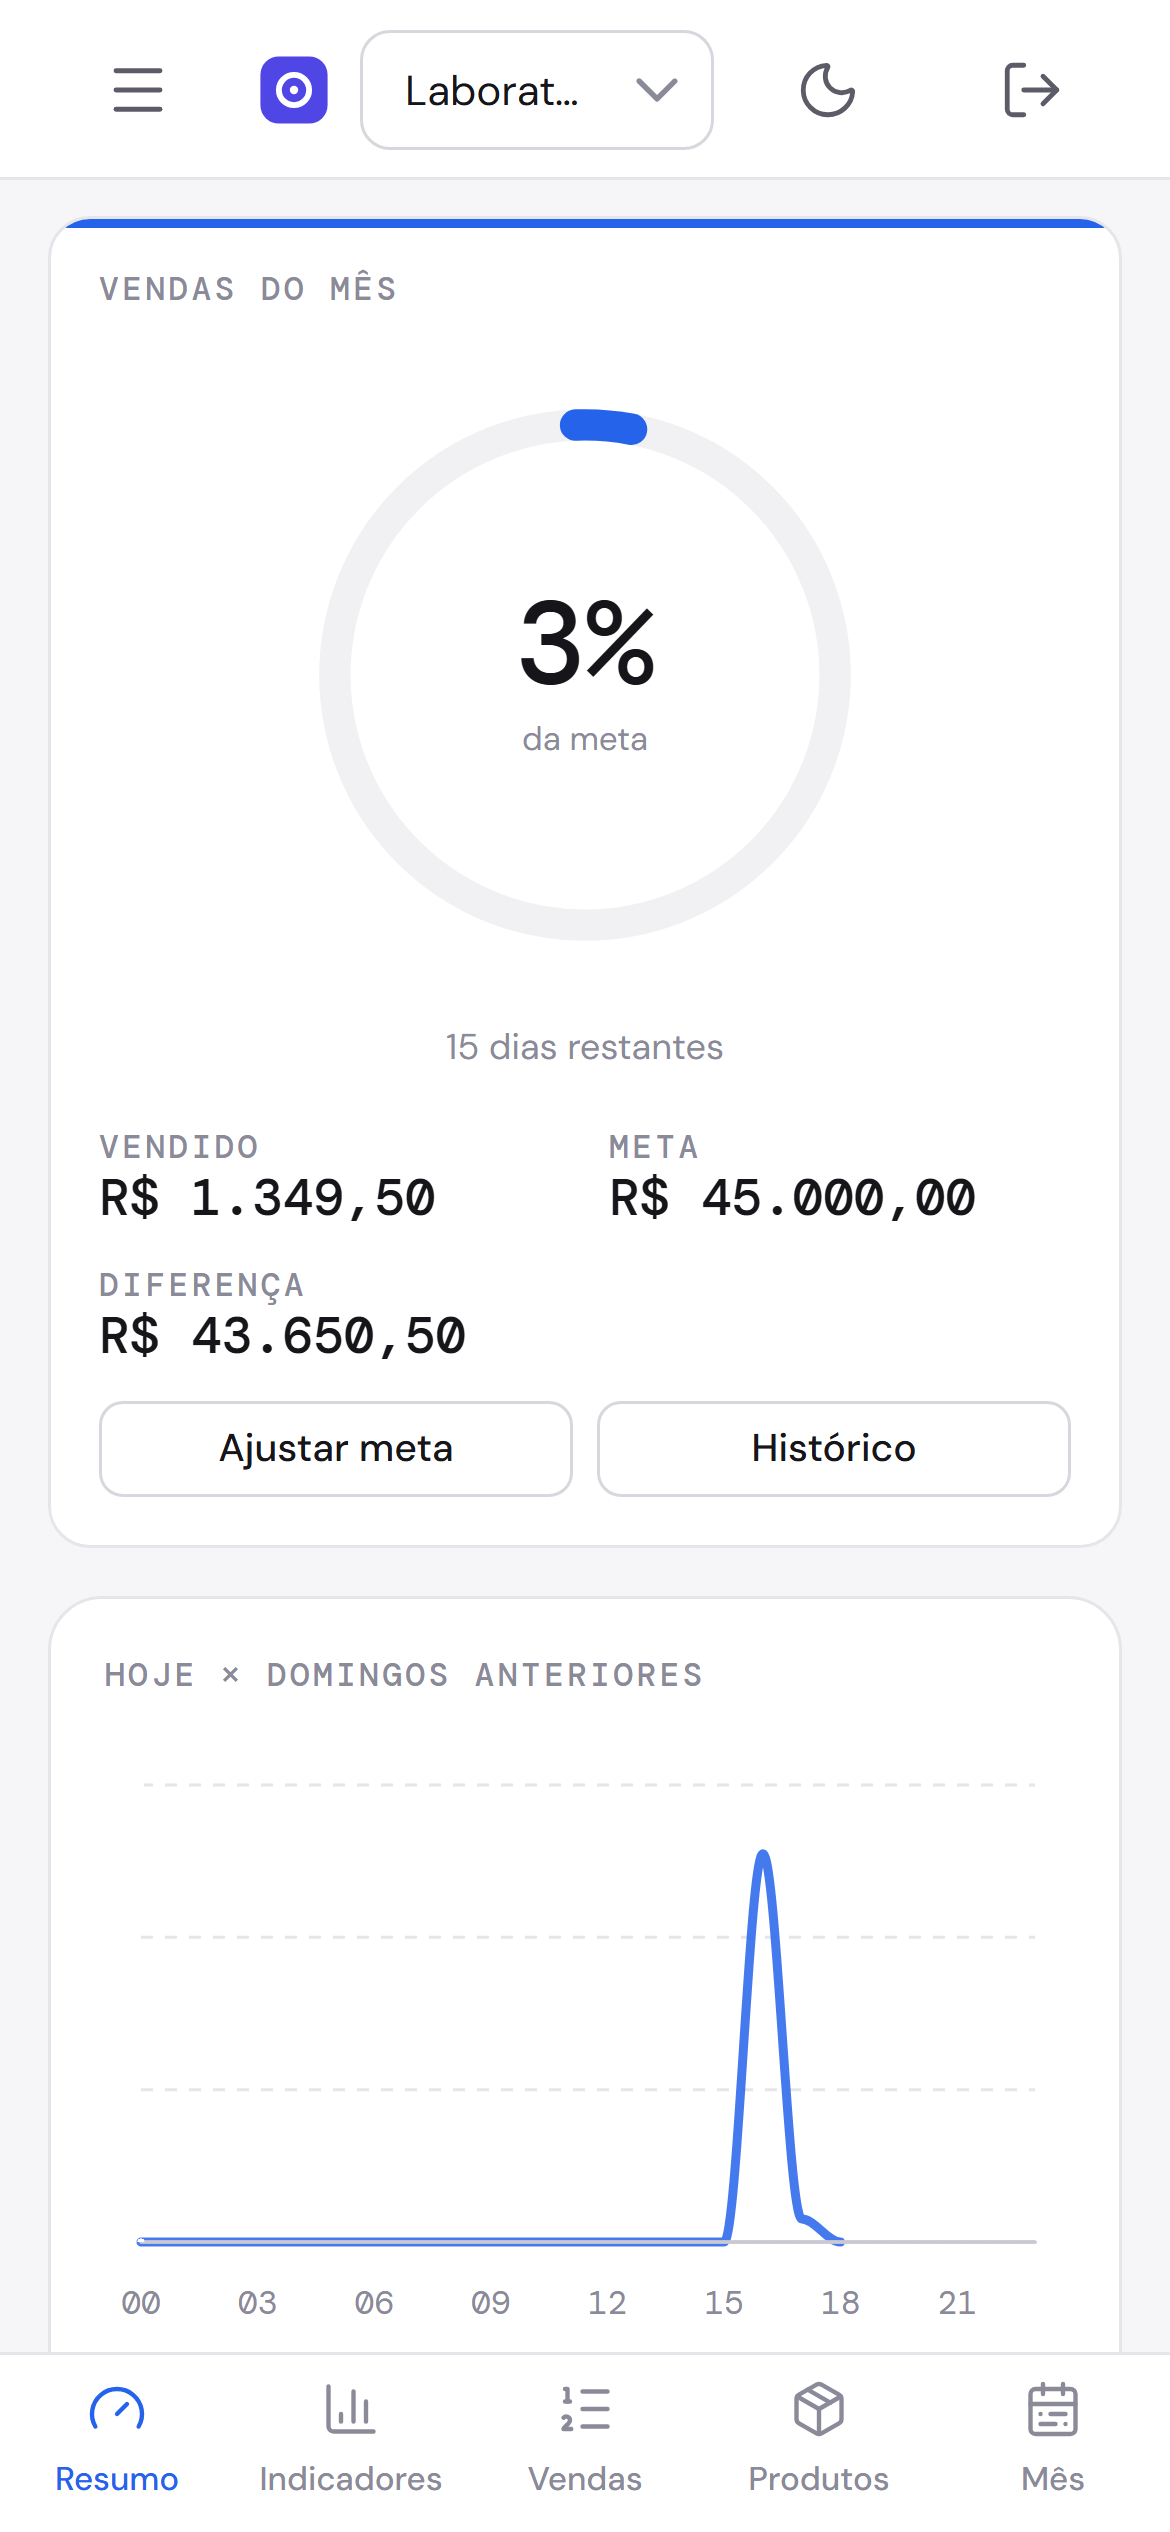 Laborat...
VENDAS DO MÊS
3%
da meta
15 dias restantes
VENDIDO META
R$ 1.349,50 R$ 45.000,00
DIFERENÇA
R$ 43.650,50
Ajustar meta Histórico
HOJE × DOMINGOS ANTERIORES
00 03 06 09 12 15 18 21
Resumo Indicadores Vendas Produtos Mês